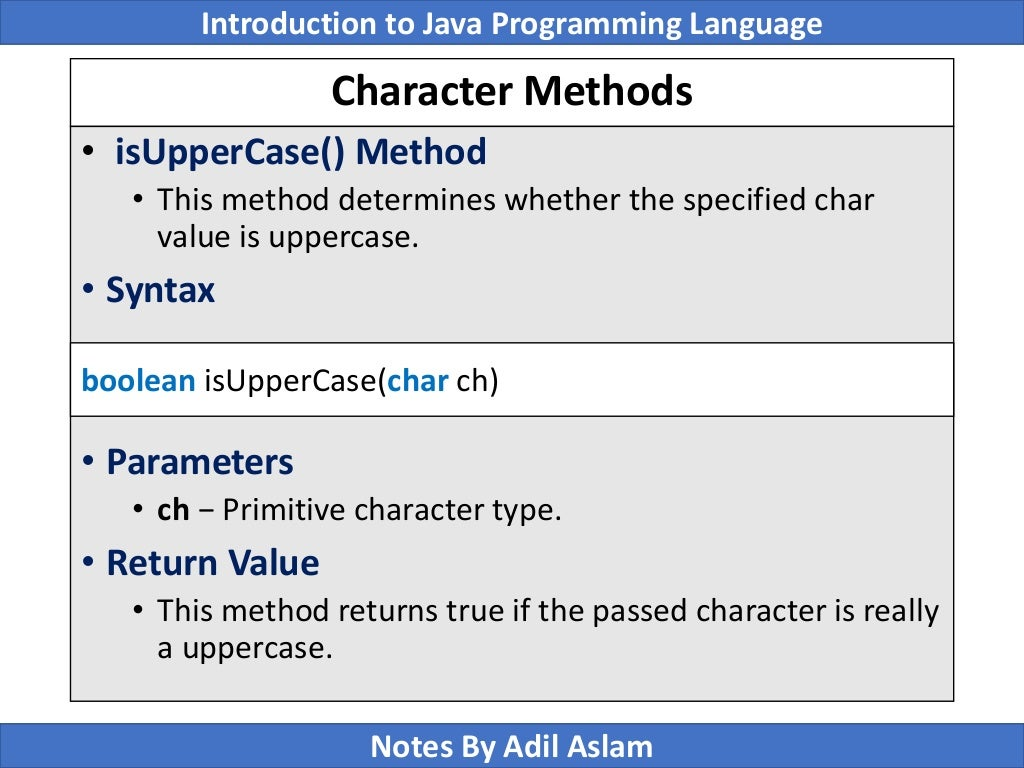 Introduction to Java Programming Language
Character Methods
• isUpperCase() Method
• This method determines whether the specified char
value is uppercase.
• Syntax
boolean isUpperCase(char ch)
• Parameters
• ch − Primitive character type.
• Return Value
• This method returns true if the passed character is really
a uppercase.
Notes By Adil Aslam